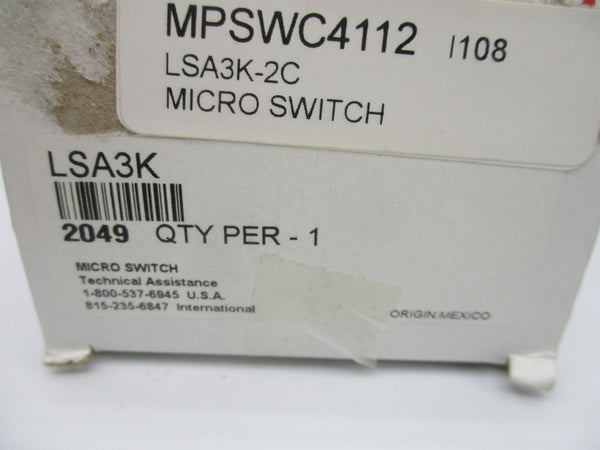 MPSWC4112 I108
LSA3K-2C
MICRO SWITCH
LSA3K
2049 QTY PER - 1
MICRO SWITCH
Technical Assistance
1-800-537-6945 U.S.A.
815-235-6847 International
ORIGIN:MEXICO